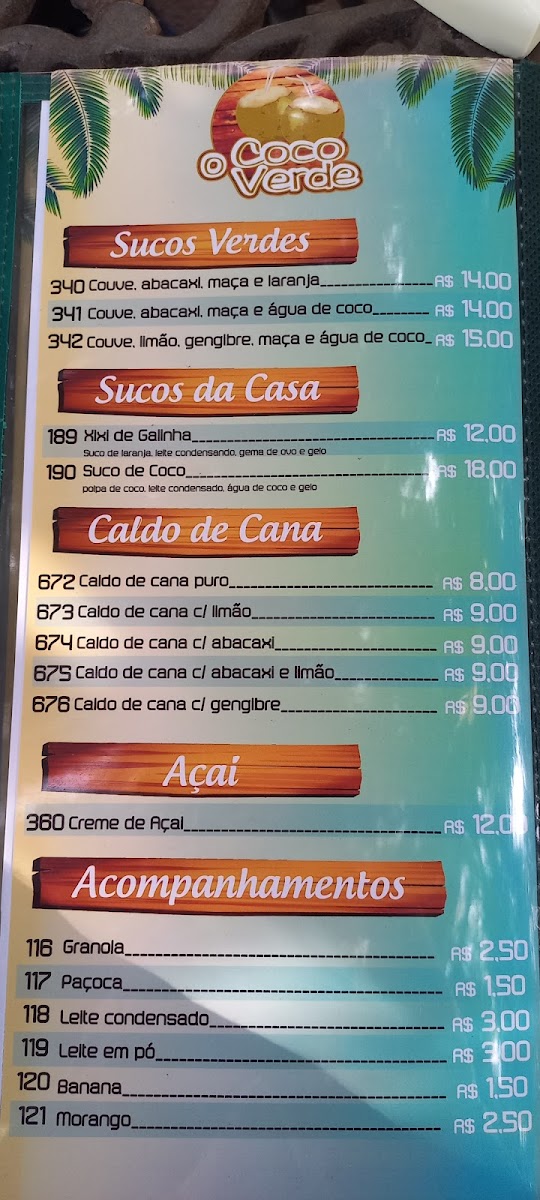 O Coco
Verde
Sucos Verdes
340 Couve, abacaxi, maça e laranja R$ 14,00
341 Couve, abacaxi, maça e água de coco R$ 14,00
342 Couve, limão, gengibre, maça e água de coco R$ 15,00
Sucos da Casa
189 Xixi de Galinha R$ 12,00
Suco de laranja, leite condensando, gema de ovo e gelo
190 Suco de Coco R$ 18,00
polpa de coco, leite condensado, água de coco e gelo
Caldo de Cana
672 Caldo de cana puro R$ 8,00
673 Caldo de cana c/ limão R$ 9,00
674 Caldo de cana c/ abacaxi R$ 9,00
675 Caldo de cana c/ abacaxi e limão R$ 9,00
676 Caldo de cana c/ gengibre R$ 9,00
Açai
360 Creme de Açai R$ 12,00
Acompanhamentos
116 Granola R$ 2,50
117 Paçoca R$ 1,50
118 Leite condensado R$ 3,00
119 Leite em pó R$ 3,00
120 Banana R$ 1,50
121 Morango R$ 2,50